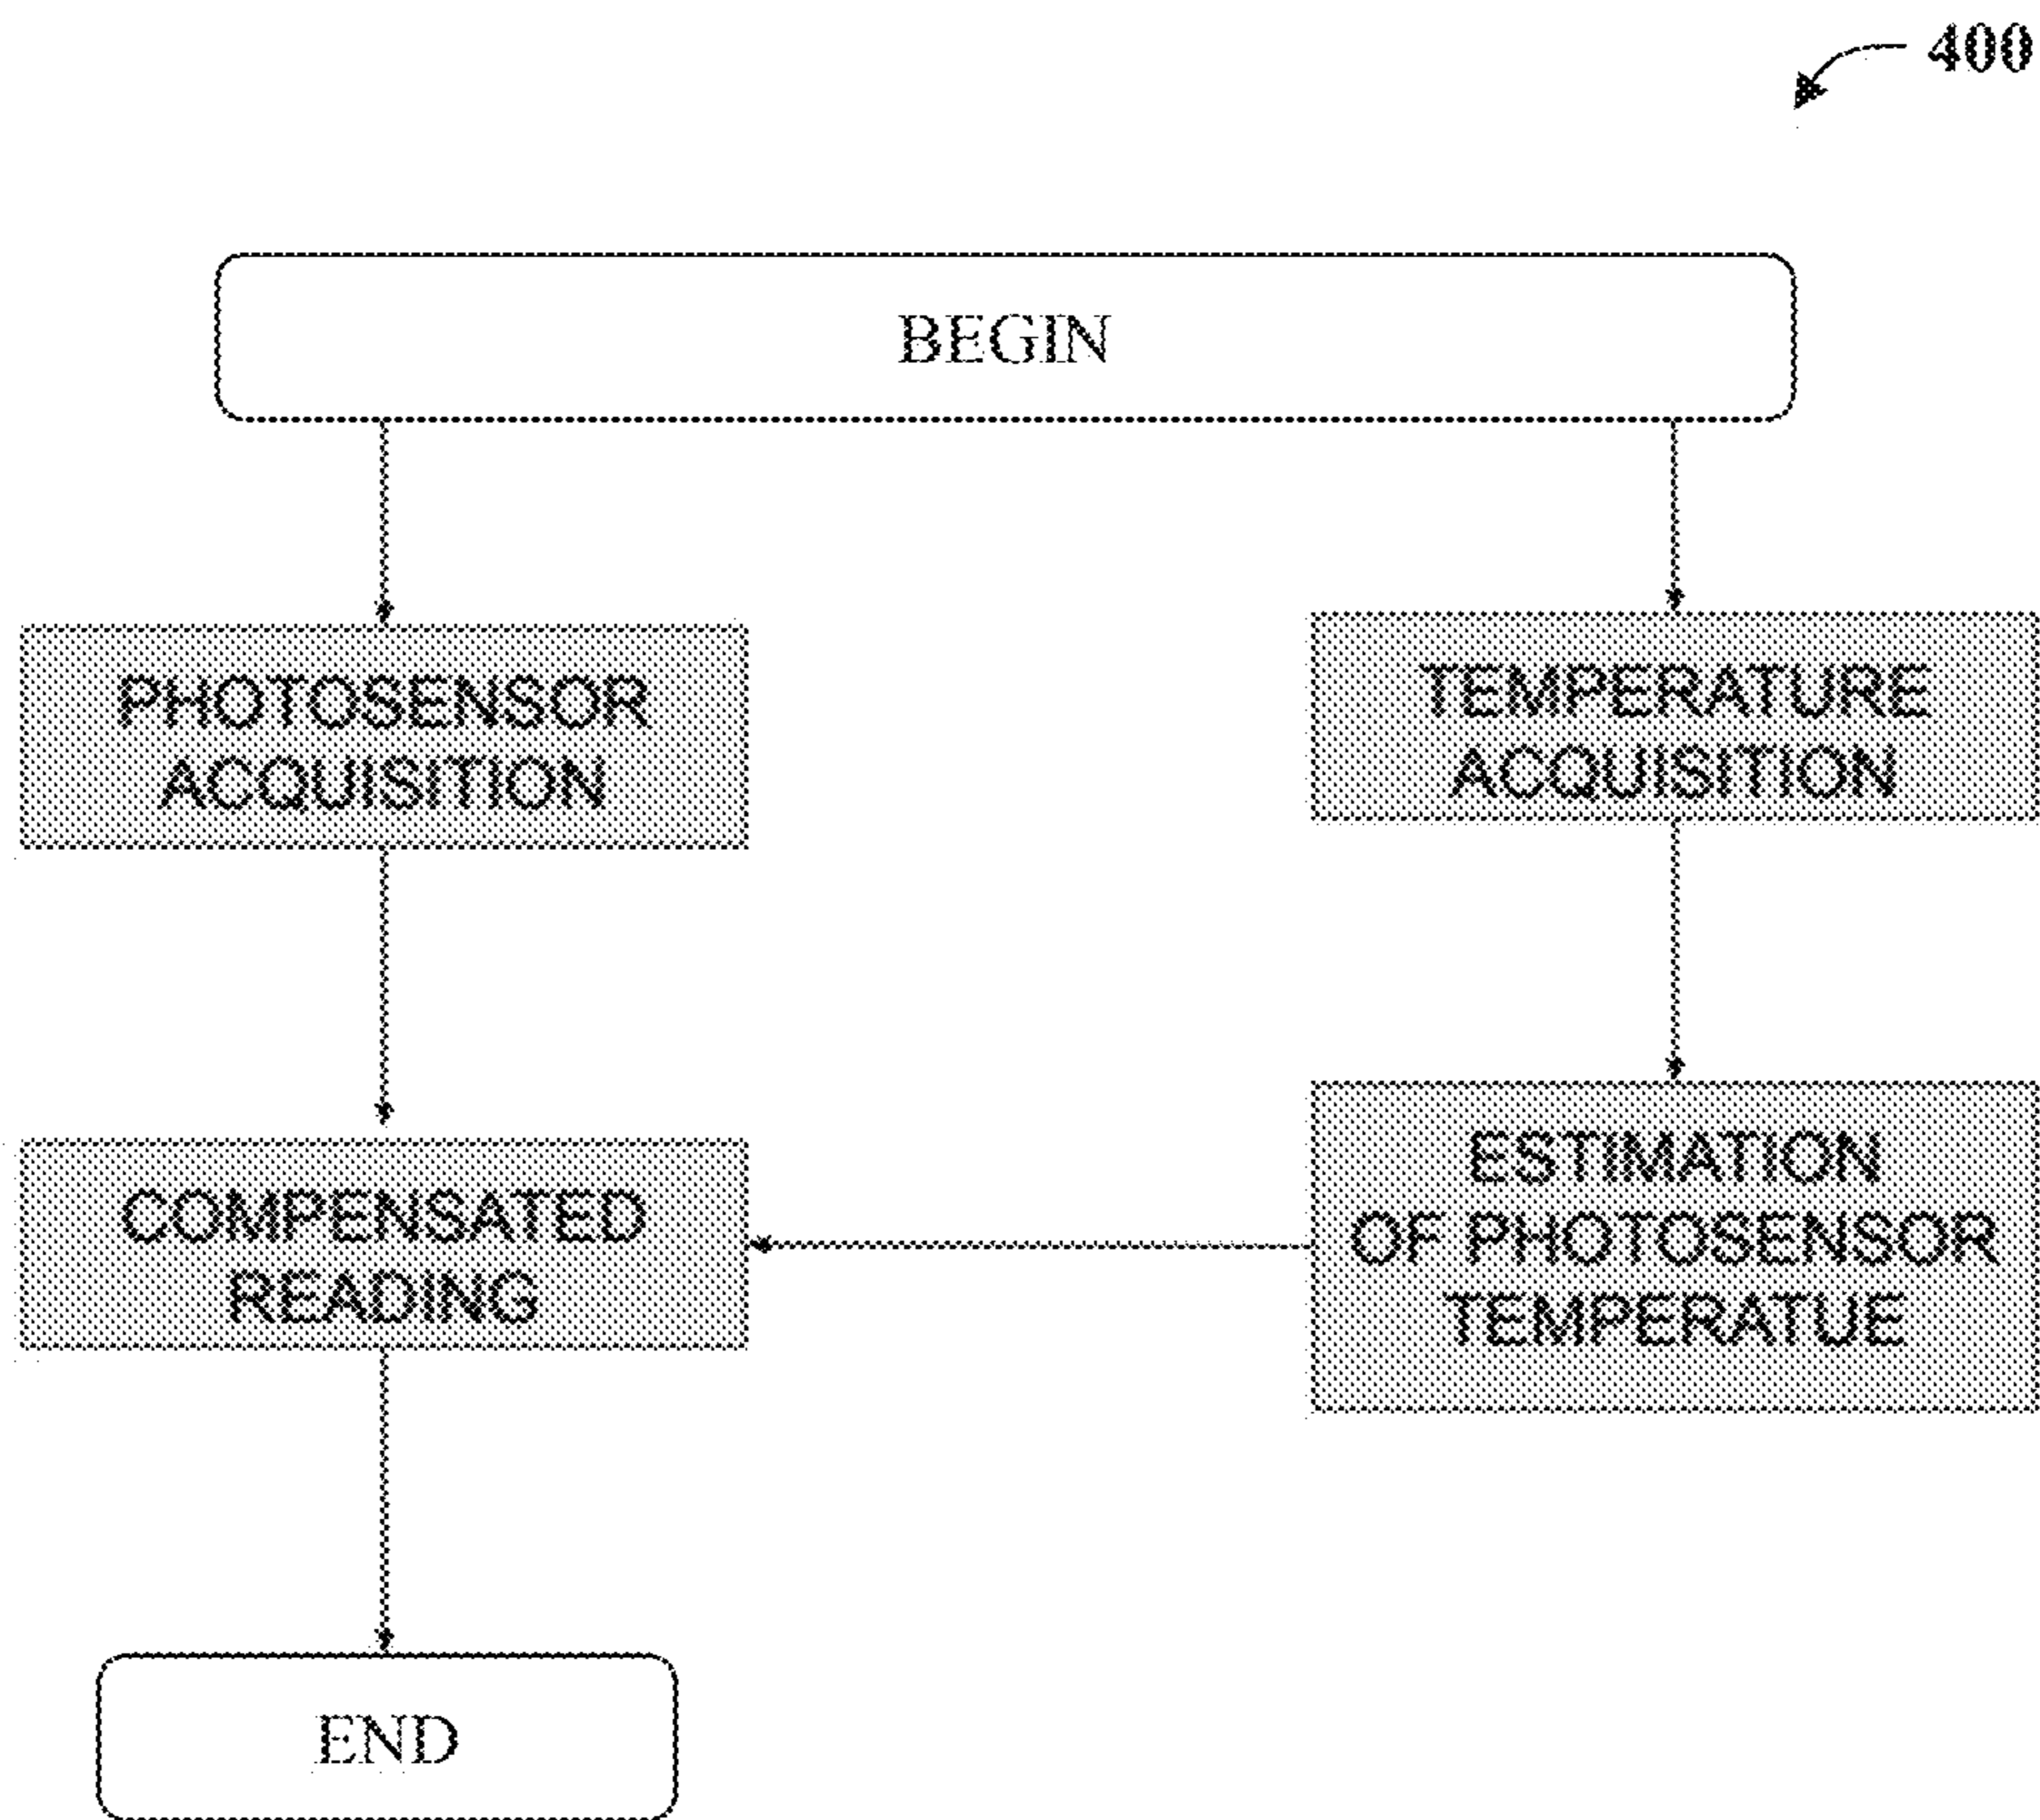 400
BEGIN
PHOTOSENSOR
ACQUISITION
TEMPERATURE
ACQUISITION
COMPENSATED
READING
ESTIMATION
OF PHOTOSENSOR
TEMPERATUE
END